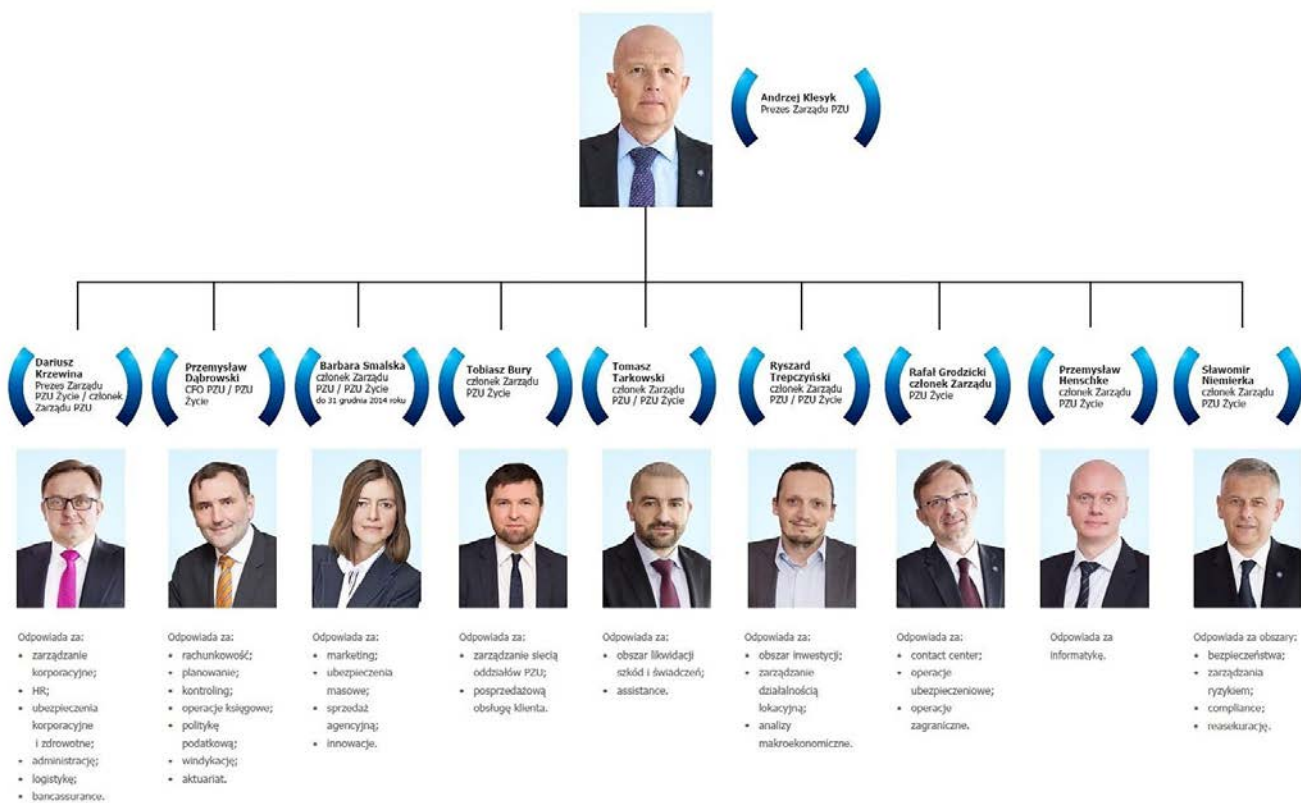 Andrzej Klesyk
Prezes Zarządu PZU
Dariusz
Krzewina
Prezes Zarządu
PZU Życie / członek
Zarządu PZU
Przemysław
Dąbrowski
CFO PZU / PZU
Życie
Barbara Smalska
członek Zarządu
PZU / PZU Życie
do 31 grudnia 2014 roku
Tobiasz Bury
członek Zarządu
PZU Życie
Tomasz
Tarkowski
członek Zarządu
PZU / PZU Życie
Ryszard
Trepczyński
członek Zarządu
PZU / PZU Życie
Rafał Grodzicki
członek Zarządu
PZU Życie
Przemysław
Henschke
członek Zarządu
PZU Życie
Sławomir
Niemierka
członek Zarządu
PZU Życie
Odpowiada za:
• zarządzanie
korporacyjne;
• HR;
• ubezpieczenia
korporacyjne
i zdrowotne;
• administrację;
• logistykę;
• bancassurance.
Odpowiada za:
• rachunkowość;
• planowanie;
• kontroling;
• operacje księgowe;
• politykę
podatkową;
• windykację;
• aktuariat.
Odpowiada za:
• marketing;
• ubezpieczenia
masowe;
• sprzedaż
agencyjną;
• innowacje.
Odpowiada za:
• zarządzanie siecią
oddziałów PZU;
• posprzedażową
obsługę klienta.
Odpowiada za:
• obszar likwidacji
szkód i świadczeń;
• assistance.
Odpowiada za:
• obszar inwestycji;
• zarządzanie
działalnością
lokacyjną;
• analizy
makroekonomiczne.
Odpowiada za:
• contact center;
• operacje
ubezpieczeniowe;
• operacje
zagraniczne.
Odpowiada za
informatykę.
Odpowiada za obszary:
• bezpieczeństwa;
• zarządzania
ryzykiem;
• compliance;
• reasekurację.